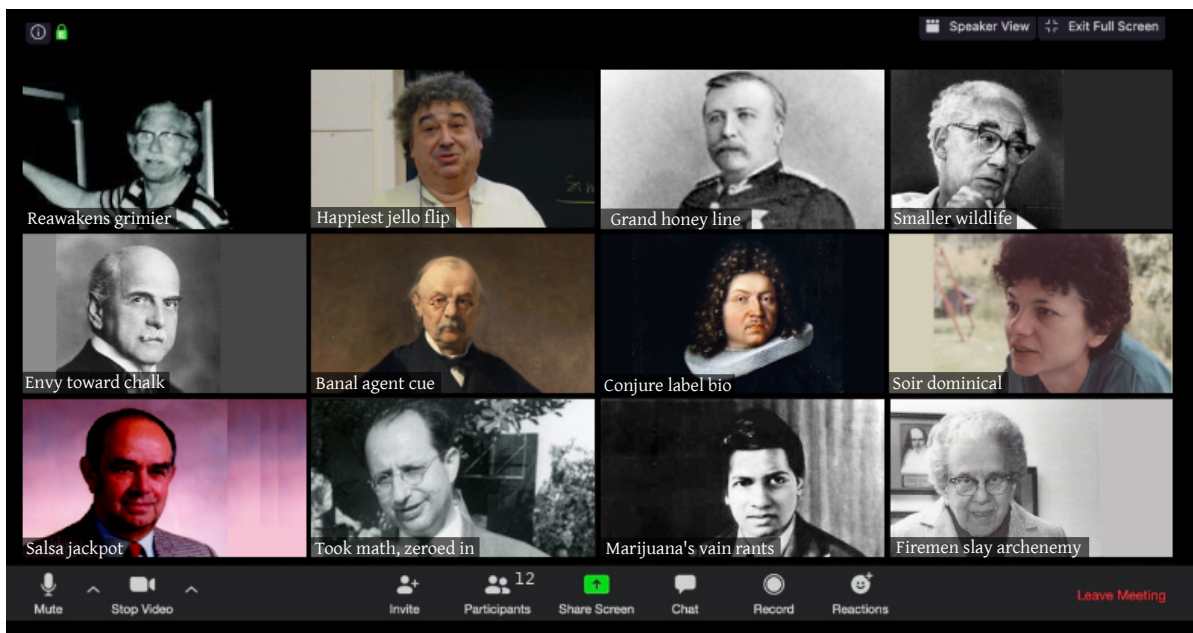 Speaker View
Exit Full Screen
Reawakens grimier
Happiest jello flip
Grand honey line
Smaller wildlife
Envy toward chalk
Banal agent cue
Conjure label bio
Soir dominical
Salsa jackpot
Took math, zeroed in
Marijuana's vain rants
Firemen slay archenemy
12
Mute
Stop Video
Invite
Participants
Share Screen
Chat
Record
Reactions
Leave Meeting